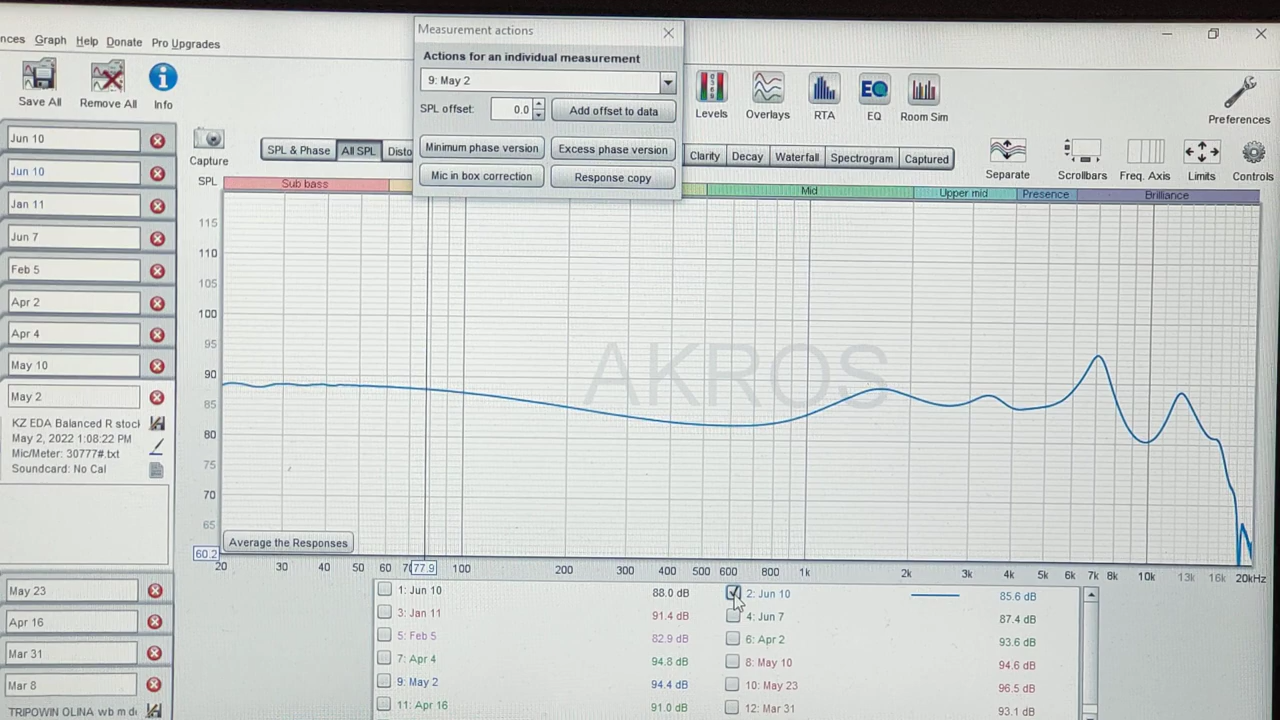 Measurement actions
nces Graph Help Donate Pro Upgrades
Actions for an individual measurement
9: May 2
SPL offset: 0.0 Add offset to data
Minimum phase version Excess phase version
Mic in box correction Response copy
Save All Remove All Info
Levels Overlays RTA EQ Room Sim
Preferences
Capture
SPL & Phase All SPL Disto
Clarity Decay Waterfall Spectrogram Captured
Separate Scrollbars Freq. Axis Limits Controls
SPL
Sub bass Mid Upper mid Presence Brilliance
Jun 10
Jun 10
Jan 11
Jun 7
Feb 5
Apr 2
Apr 4
May 10
May 2
KZ EDA Balanced R stock
May 2, 2022 1:08:22 PM
Mic/Meter: 30777#.txt
Soundcard: No Cal
May 23
Apr 16
Mar 31
Mar 8
TRIPOWIN OLINA wb m d
115
110
105
100
95
90
85
80
75
70
65
60.2
AKROS
Average the Responses
20 30 40 50 60 70 77.9 100 200 300 400 500 600 800 1k 2k 3k 4k 5k 6k 7k 8k 10k 13k 16k 20kHz
1: Jun 10 88.0 dB 2: Jun 10 85.6 dB
3: Jan 11 91.4 dB 4: Jun 7 87.4 dB
5: Feb 5 82.9 dB 6: Apr 2 93.6 dB
7: Apr 4 94.8 dB 8: May 10 94.6 dB
9: May 2 94.4 dB 10: May 23 96.5 dB
11: Apr 16 91.0 dB 12: Mar 31 93.1 dB